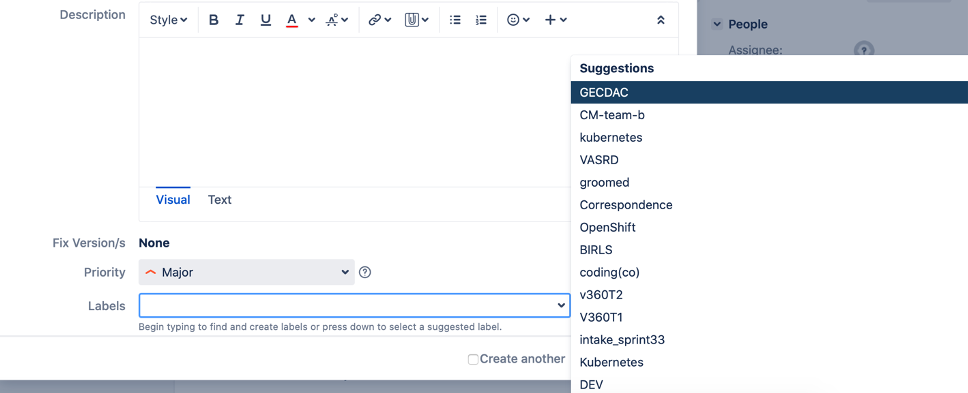 Description
Style
B I U A
People
Assignee:
?
Suggestions
GECDAC
CM-team-b
kubernetes
VASRD
groomed
Correspondence
OpenShift
BIRLS
coding(co)
v360T2
V360T1
intake_sprint33
Kubernetes
DEV
Visual Text
Fix Version/s None
Priority Major ?
Labels
Begin typing to find and create labels or press down to select a suggested label.
Create another